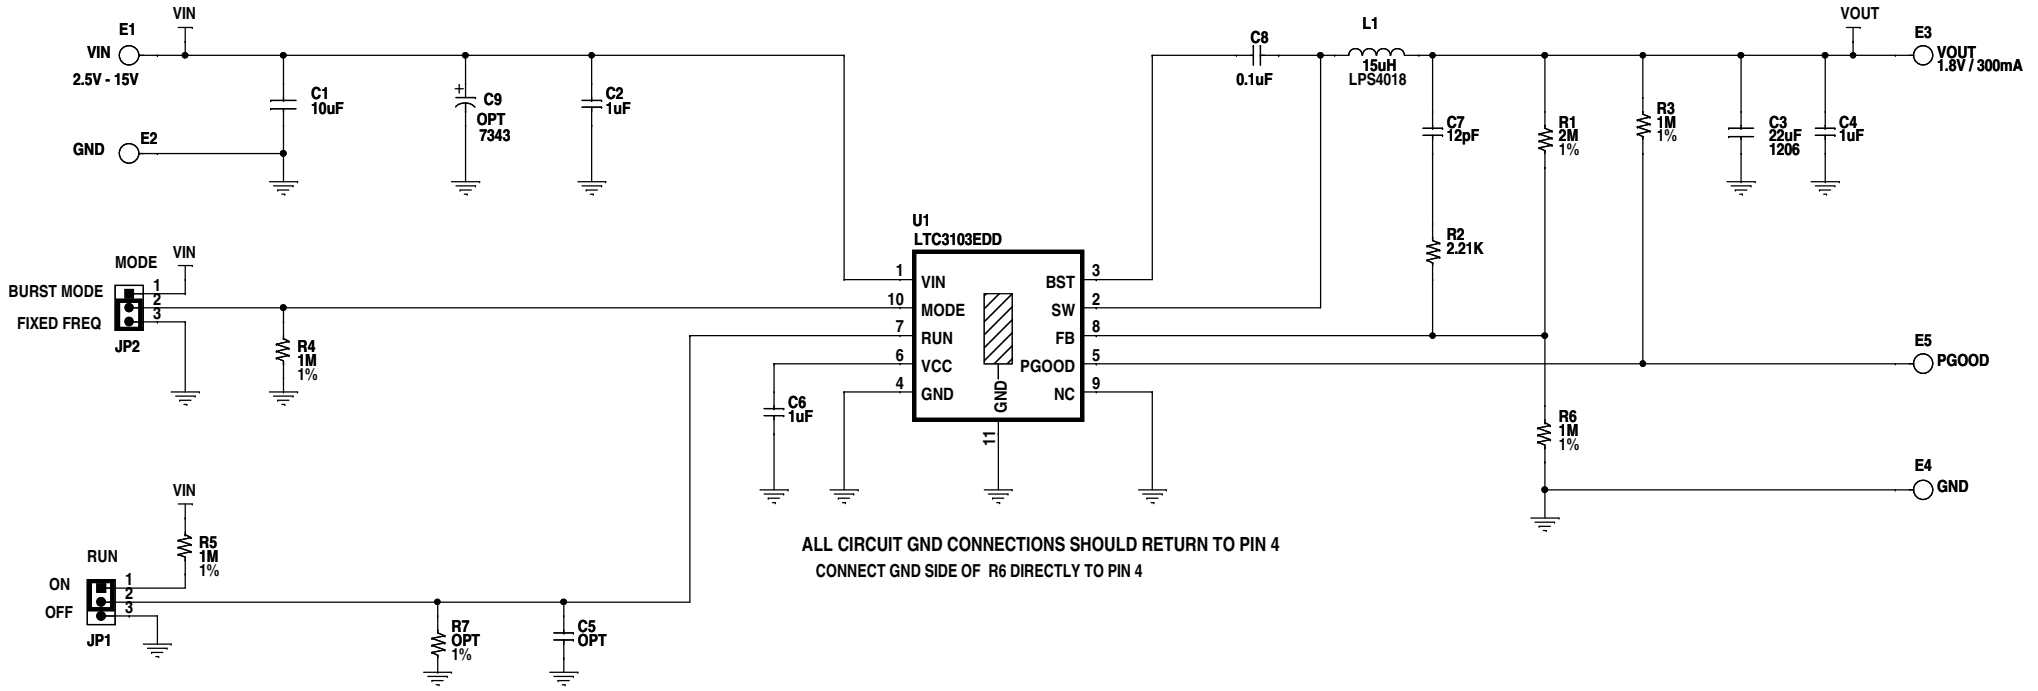 VIN
E1
VIN
2.5V - 15V
E2
GND
C1
10uF
+
C9
OPT
7343
C2
1uF
C8
0.1uF
L1
15uH
LPS4018
VOUT
E3
VOUT
1.8V / 300mA
C7
12pF
R1
2M
1%
R3
1M
1%
C3
22uF
1206
C4
1uF
R2
2.21K
U1
LTC3103EDD
1
VIN
10
MODE
7
RUN
6
VCC
4
GND
3
BST
2
SW
8
FB
5
PGOOD
9
NC
GND
11
MODE
VIN
BURST MODE
FIXED FREQ
1
2
3
JP2
R4
1M
1%
C6
1uF
E5
PGOOD
R6
1M
1%
E4
GND
VIN
R5
1M
1%
RUN
ON
OFF
1
2
3
JP1
R7
OPT
1%
C5
OPT
ALL CIRCUIT GND CONNECTIONS SHOULD RETURN TO PIN 4
CONNECT GND SIDE OF R6 DIRECTLY TO PIN 4